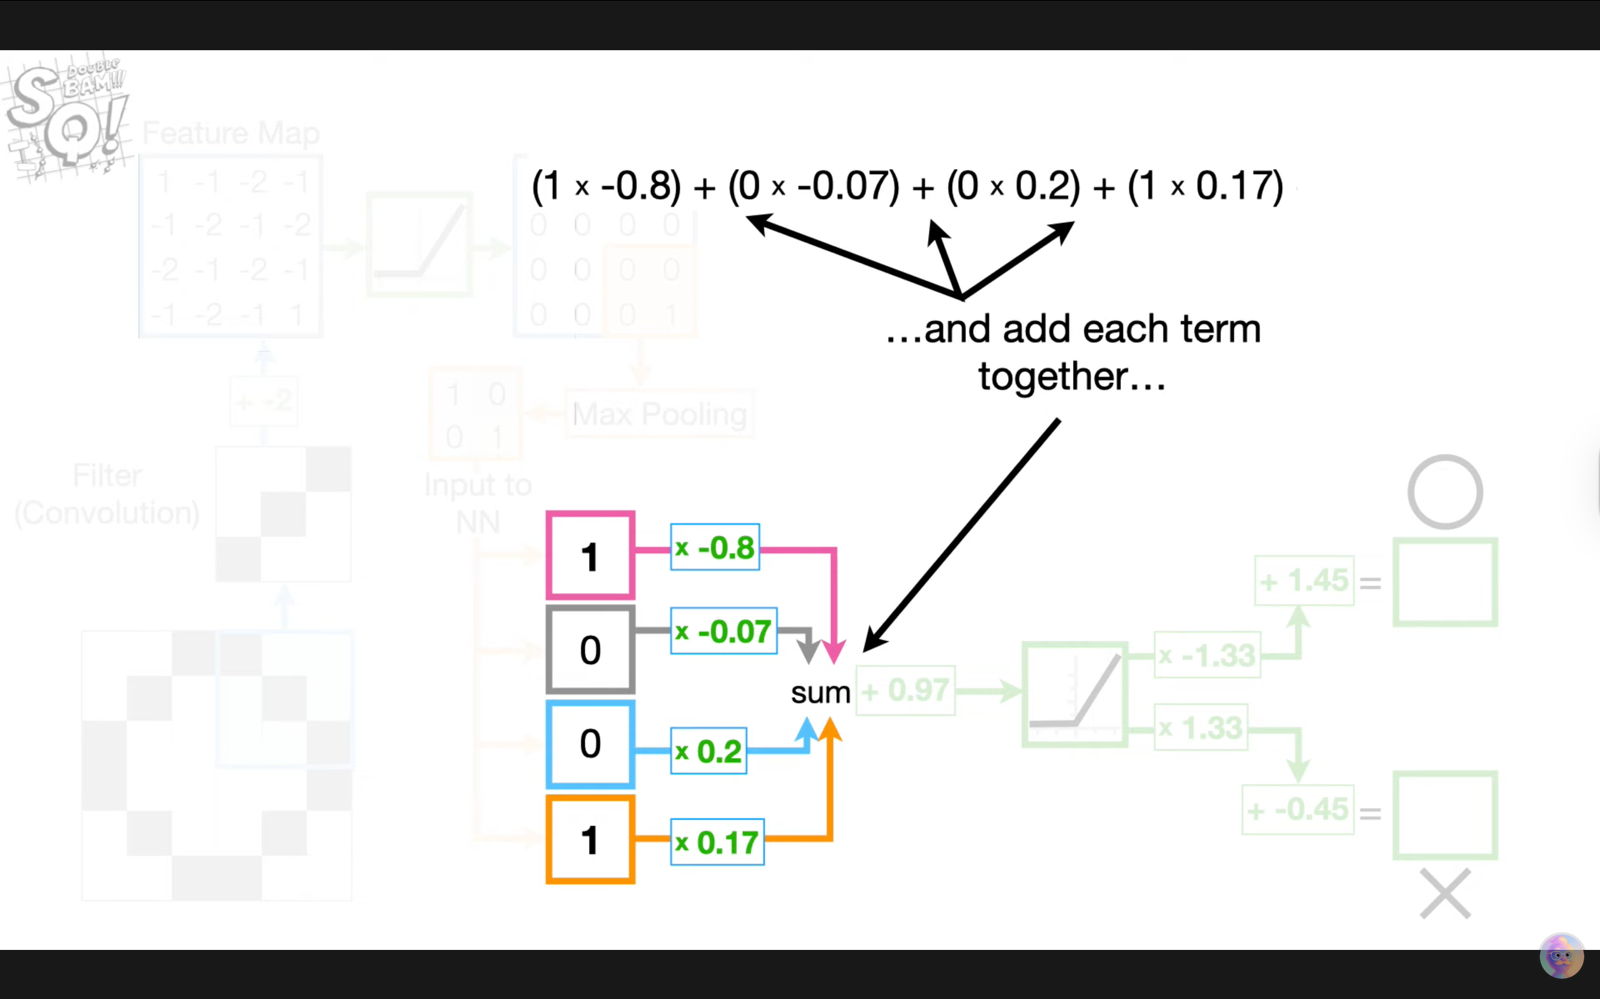 SQ!
DOUBLE
BAM!!!
Feature Map
1 -1 -2 -1
-1 -2 -1 -2
-2 -1 -2 -1
-1 -2 -1 1
(1 x -0.8) + (0 x -0.07) + (0 x 0.2) + (1 x 0.17)
0 0 0 0
0 0 0 0
0 0 0 1
...and add each term
together...
+ -2
1 0
0 1
Max Pooling
Filter
(Convolution)
Input to
NN
1
x -0.8
0
x -0.07
sum
+ 0.97
0
x 0.2
1
x 0.17
x -1.33
+ 1.45
=
x 1.33
+ -0.45
=